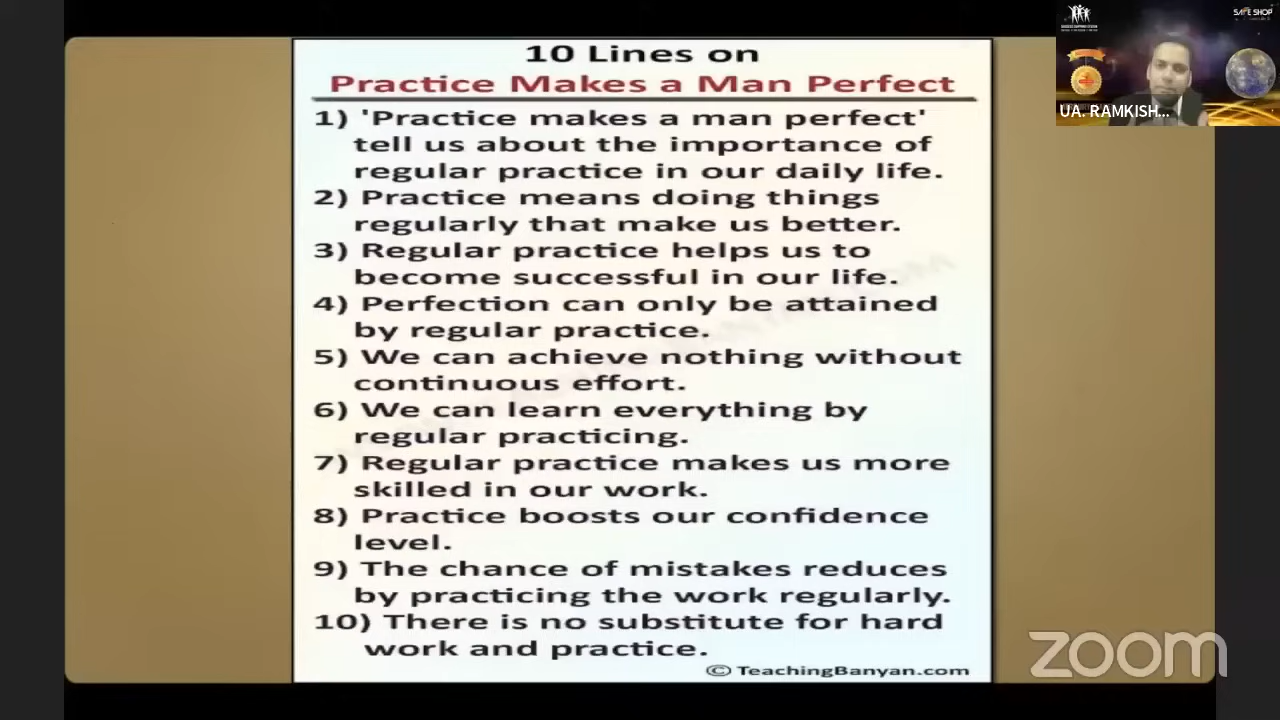 10 Lines on
Practice Makes a Man Perfect
1) 'Practice makes a man perfect'
tell us about the importance of
regular practice in our daily life.
2) Practice means doing things
regularly that make us better.
3) Regular practice helps us to
become successful in our life.
4) Perfection can only be attained
by regular practice.
5) We can achieve nothing without
continuous effort.
6) We can learn everything by
regular practicing.
7) Regular practice makes us more
skilled in our work.
8) Practice boosts our confidence
level.
9) The chance of mistakes reduces
by practicing the work regularly.
10) There is no substitute for hard
work and practice.
© TeachingBanyan.com
SAFE SHOP
UA. RAMKISH...
zoom